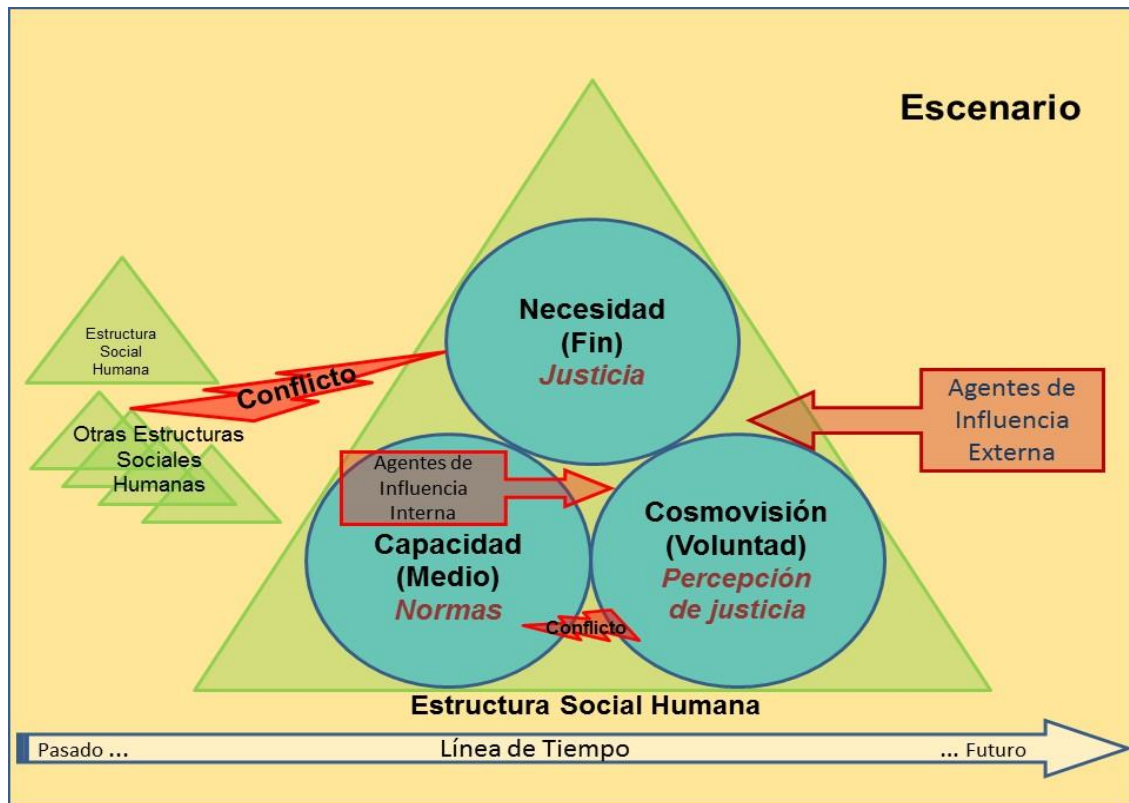 Escenario
Necesidad
(Fin)
Justicia
Estructura
Social
Humana
Conflicto
Otras Estructuras
Sociales
Humanas
Agentes de
Influencia
Externa
Agentes de
Influencia
Interna
Capacidad
(Medio)
Normas
Cosmovisión
(Voluntad)
Percepción
de justicia
Conflicto
Estructura Social Humana
Pasado ...
Línea de Tiempo
... Futuro